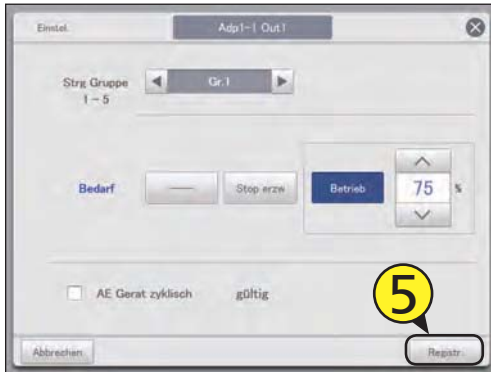 Einstel. Adp1-1 Out1
Strg Gruppe Gr.1
1 - 5
Bedarf Stop erzw Betrieb 75 %
AE Gerat zyklisch gültig
5
Abbrechen Registr.